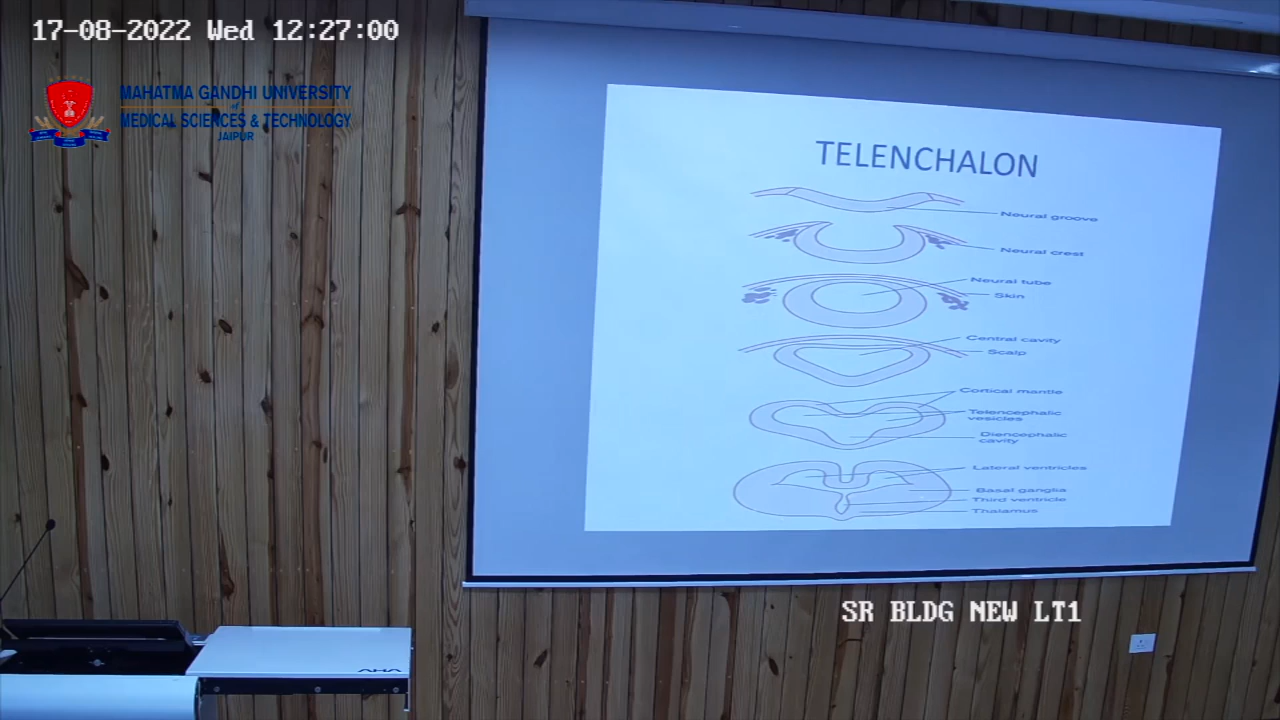 17-08-2022 Wed 12:27:00
MAHATMA GANDHI UNIVERSITY
of
MEDICAL SCIENCES & TECHNOLOGY
JAIPUR
TELENCHALON
Neural groove
Neural crest
Neural tube
Skin
Central cavity
Scalp
Cortical mantle
Telencephalic
vesicles
Diencephalic
cavity
Lateral ventricles
Basal ganglia
Third ventricle
Thalamus
SR BLDG NEW LT1
AHA